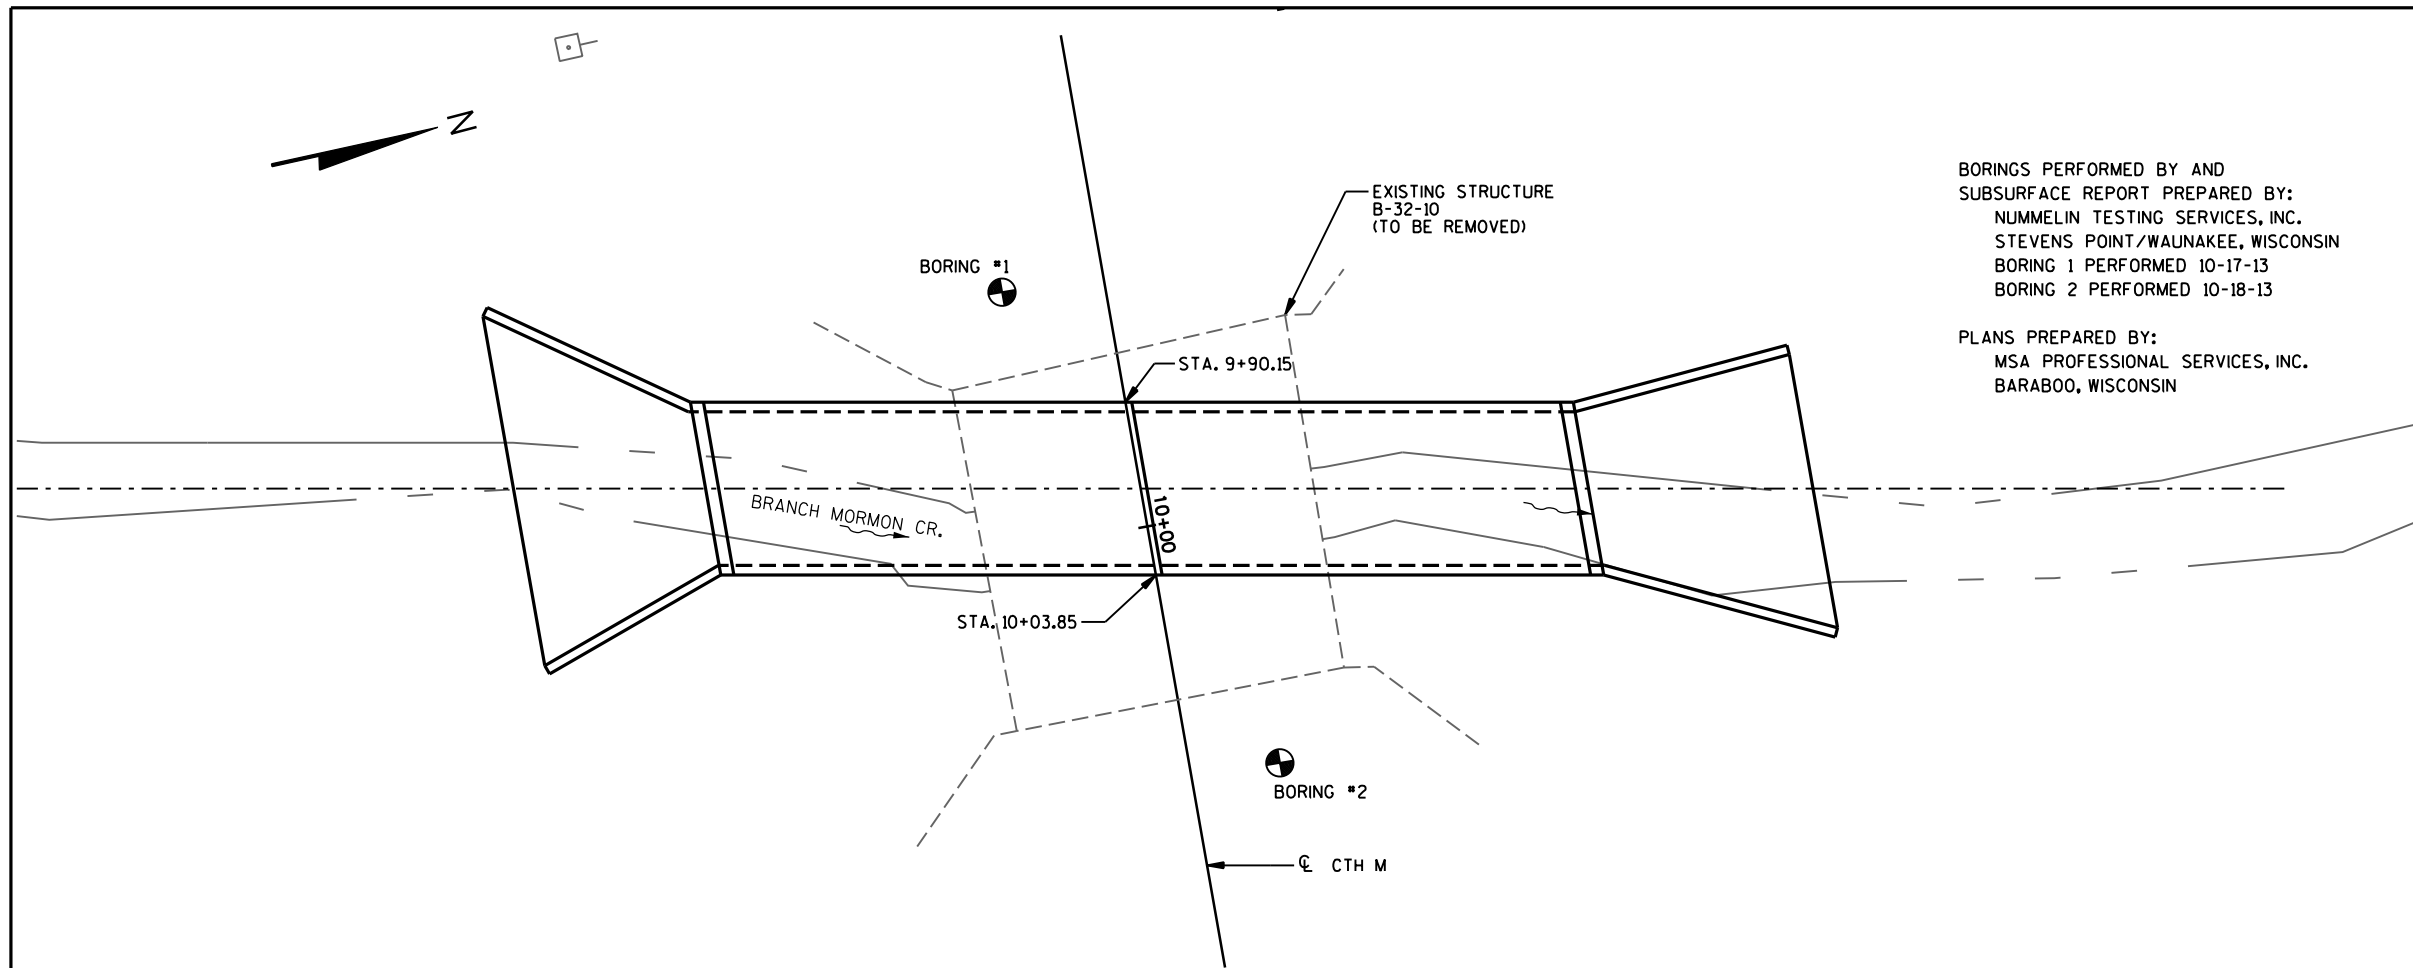 N
EXISTING STRUCTURE
B-32-10
(TO BE REMOVED)
BORINGS PERFORMED BY AND
SUBSURFACE REPORT PREPARED BY:
NUMMELIN TESTING SERVICES, INC.
STEVENS POINT/WAUNAKEE, WISCONSIN
BORING 1 PERFORMED 10-17-13
BORING 2 PERFORMED 10-18-13
PLANS PREPARED BY:
MSA PROFESSIONAL SERVICES, INC.
BARABOO, WISCONSIN
BORING #1
STA. 9+90.15
BRANCH MORMON CR.
10+00
STA. 10+03.85
BORING #2
℄ CTH M